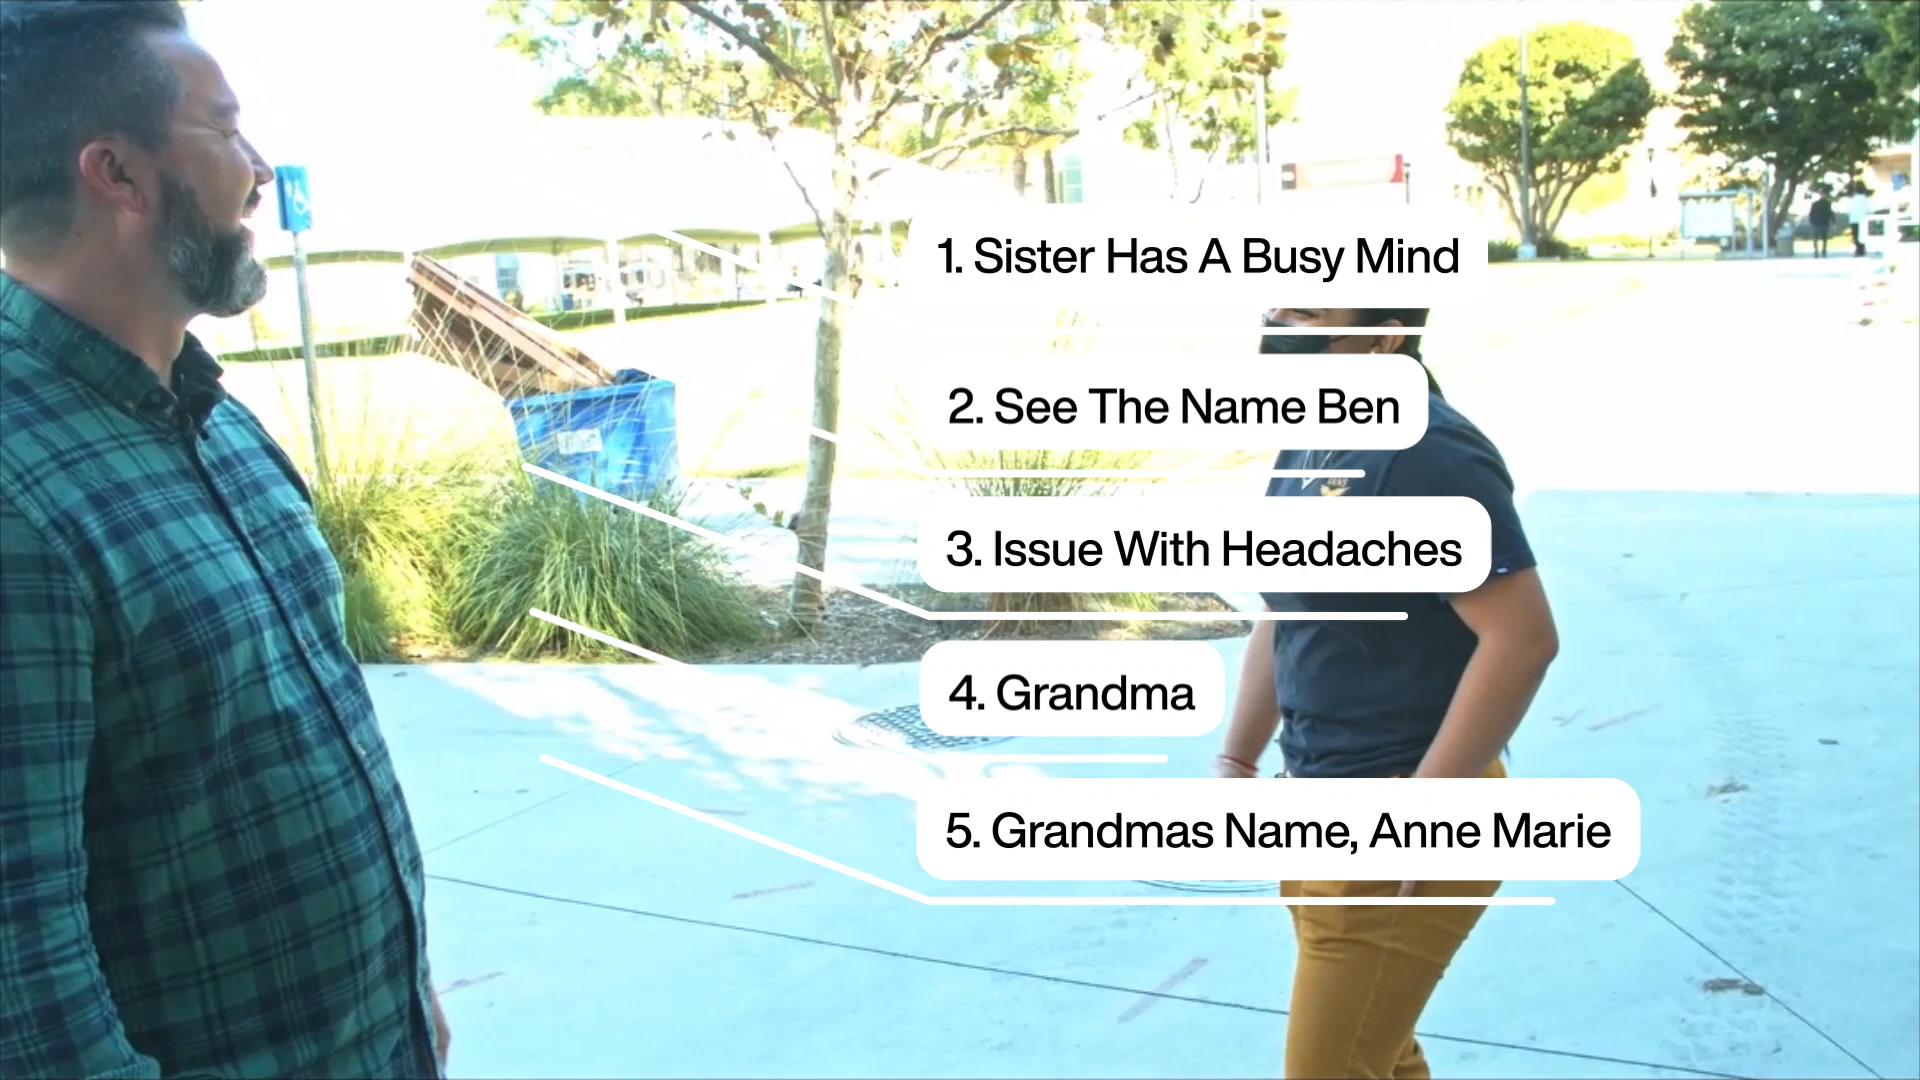 1. Sister Has A Busy Mind
2. See The Name Ben
3. Issue With Headaches
4. Grandma
5. Grandmas Name, Anne Marie